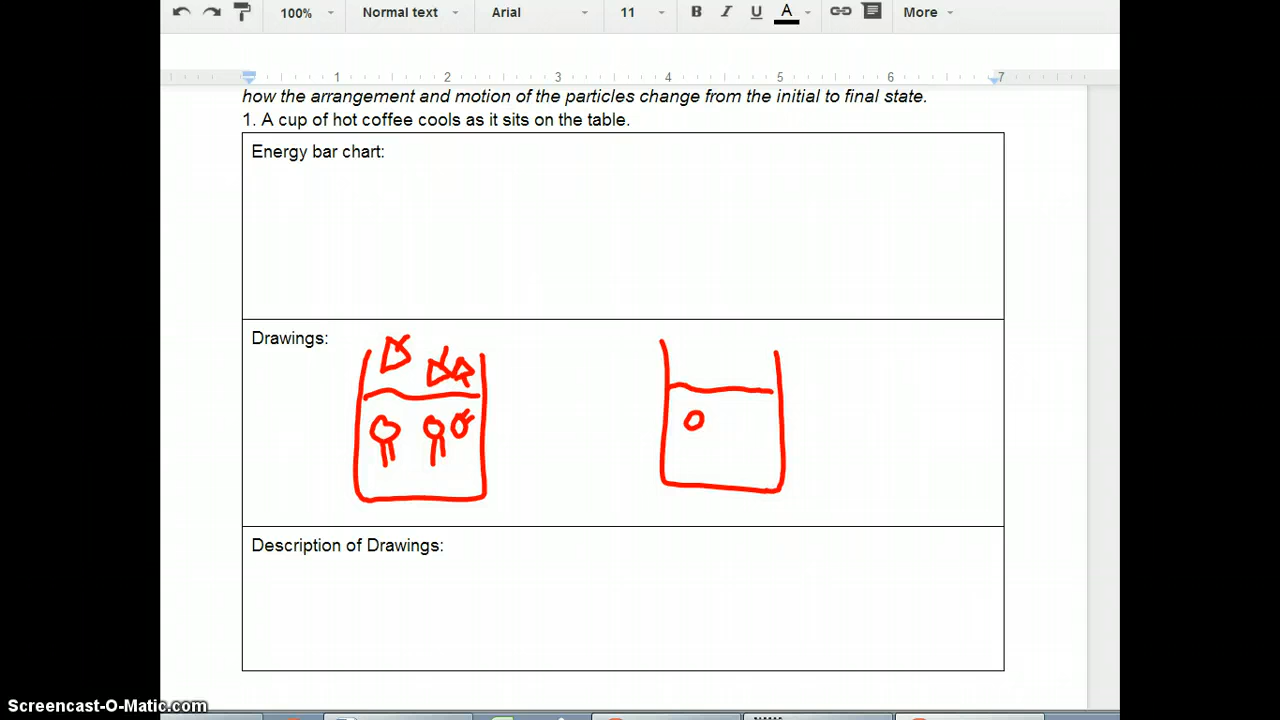 100% Normal text Arial 11 B I U A More
1 2 3 4 5 6 7
how the arrangement and motion of the particles change from the initial to final state.
1. A cup of hot coffee cools as it sits on the table.
Energy bar chart:
Drawings:
Description of Drawings:
Screencast-O-Matic.com